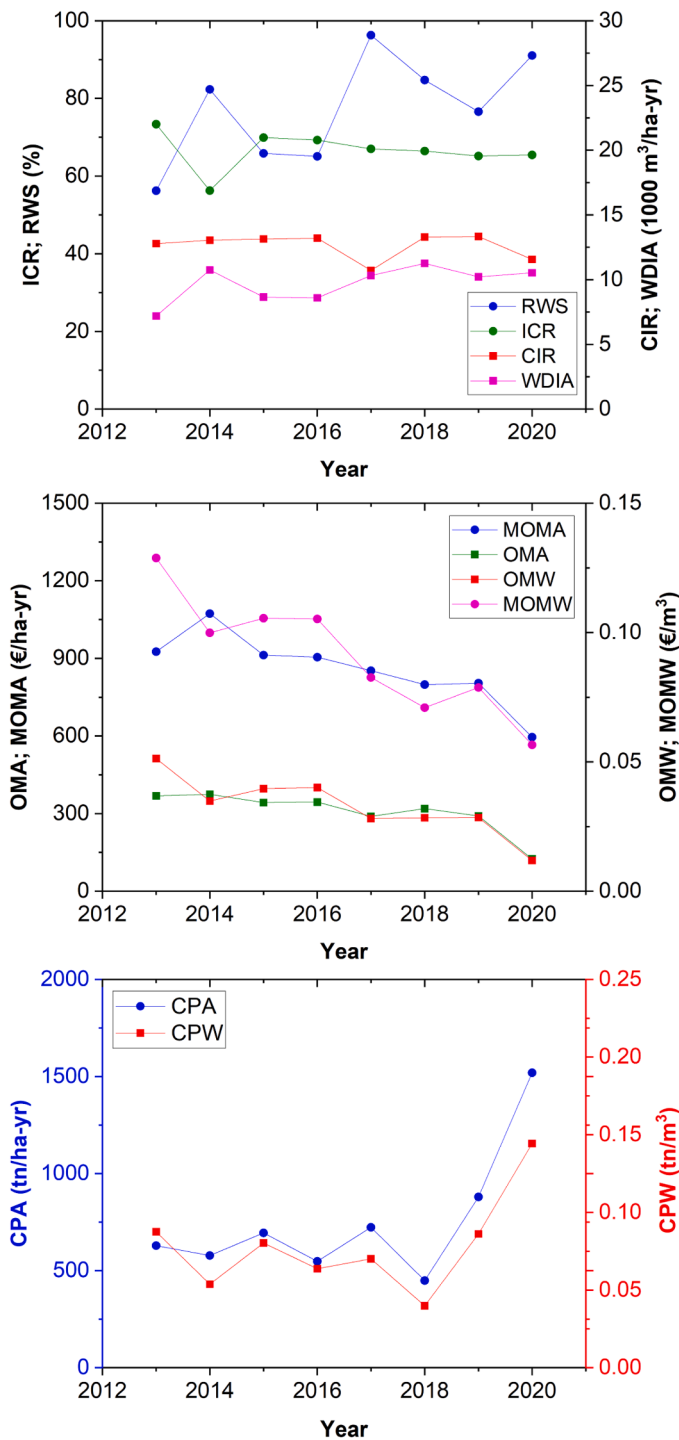 100
80
60
40
20
0
ICR; RWS (%)
30
25
20
15
10
5
0
CIR; WDIA (1000 m³/ha-yr)
RWS
ICR
CIR
WDIA
2012 2014 2016 2018 2020
Year
1500
1200
900
600
300
0
OMA; MOMA (€/ha-yr)
0.15
0.10
0.05
0.00
OMW; MOMW (€/m³)
MOMA
OMA
OMW
MOMW
2012 2014 2016 2018 2020
Year
2000
1500
1000
500
0
CPA (tn/ha-yr)
0.25
0.20
0.15
0.10
0.05
0.00
CPW (tn/m³)
CPA
CPW
2012 2014 2016 2018 2020
Year